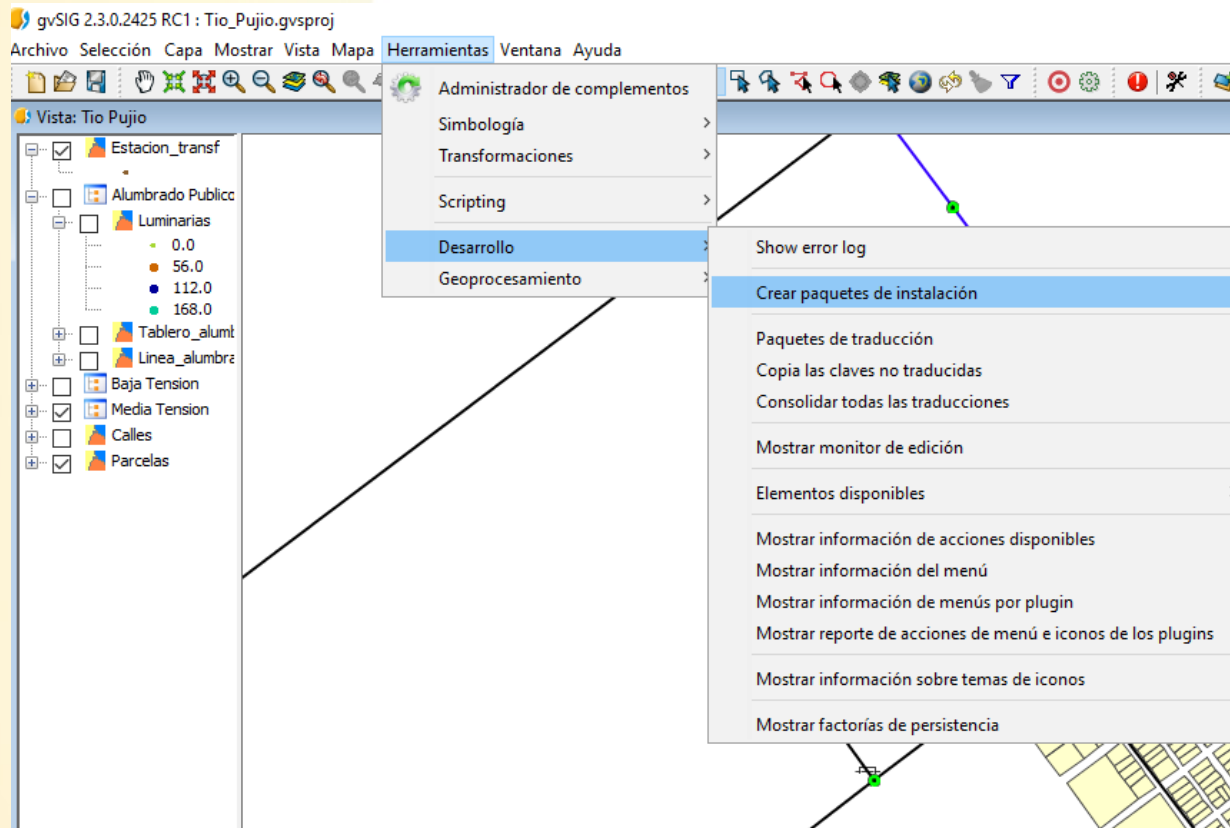 gvSIG 2.3.0.2425 RC1 : Tio_Pujio.gvsproj
Archivo Selección Capa Mostrar Vista Mapa Herramientas Ventana Ayuda
Vista: Tio Pujio
Estacion_transf
Alumbrado Public
Luminarias
0.0
56.0
112.0
168.0
Tablero_alum
Linea_alumbra
Baja Tension
Media Tension
Calles
Parcelas
Administrador de complementos
Simbología
Transformaciones
Scripting
Desarrollo
Geoprocesamiento
Show error log
Crear paquetes de instalación
Paquetes de traducción
Copia las claves no traducidas
Consolidar todas las traducciones
Mostrar monitor de edición
Elementos disponibles
Mostrar información de acciones disponibles
Mostrar información del menú
Mostrar información de menús por plugin
Mostrar reporte de acciones de menú e iconos de los plugins
Mostrar información sobre temas de iconos
Mostrar factorías de persistencia